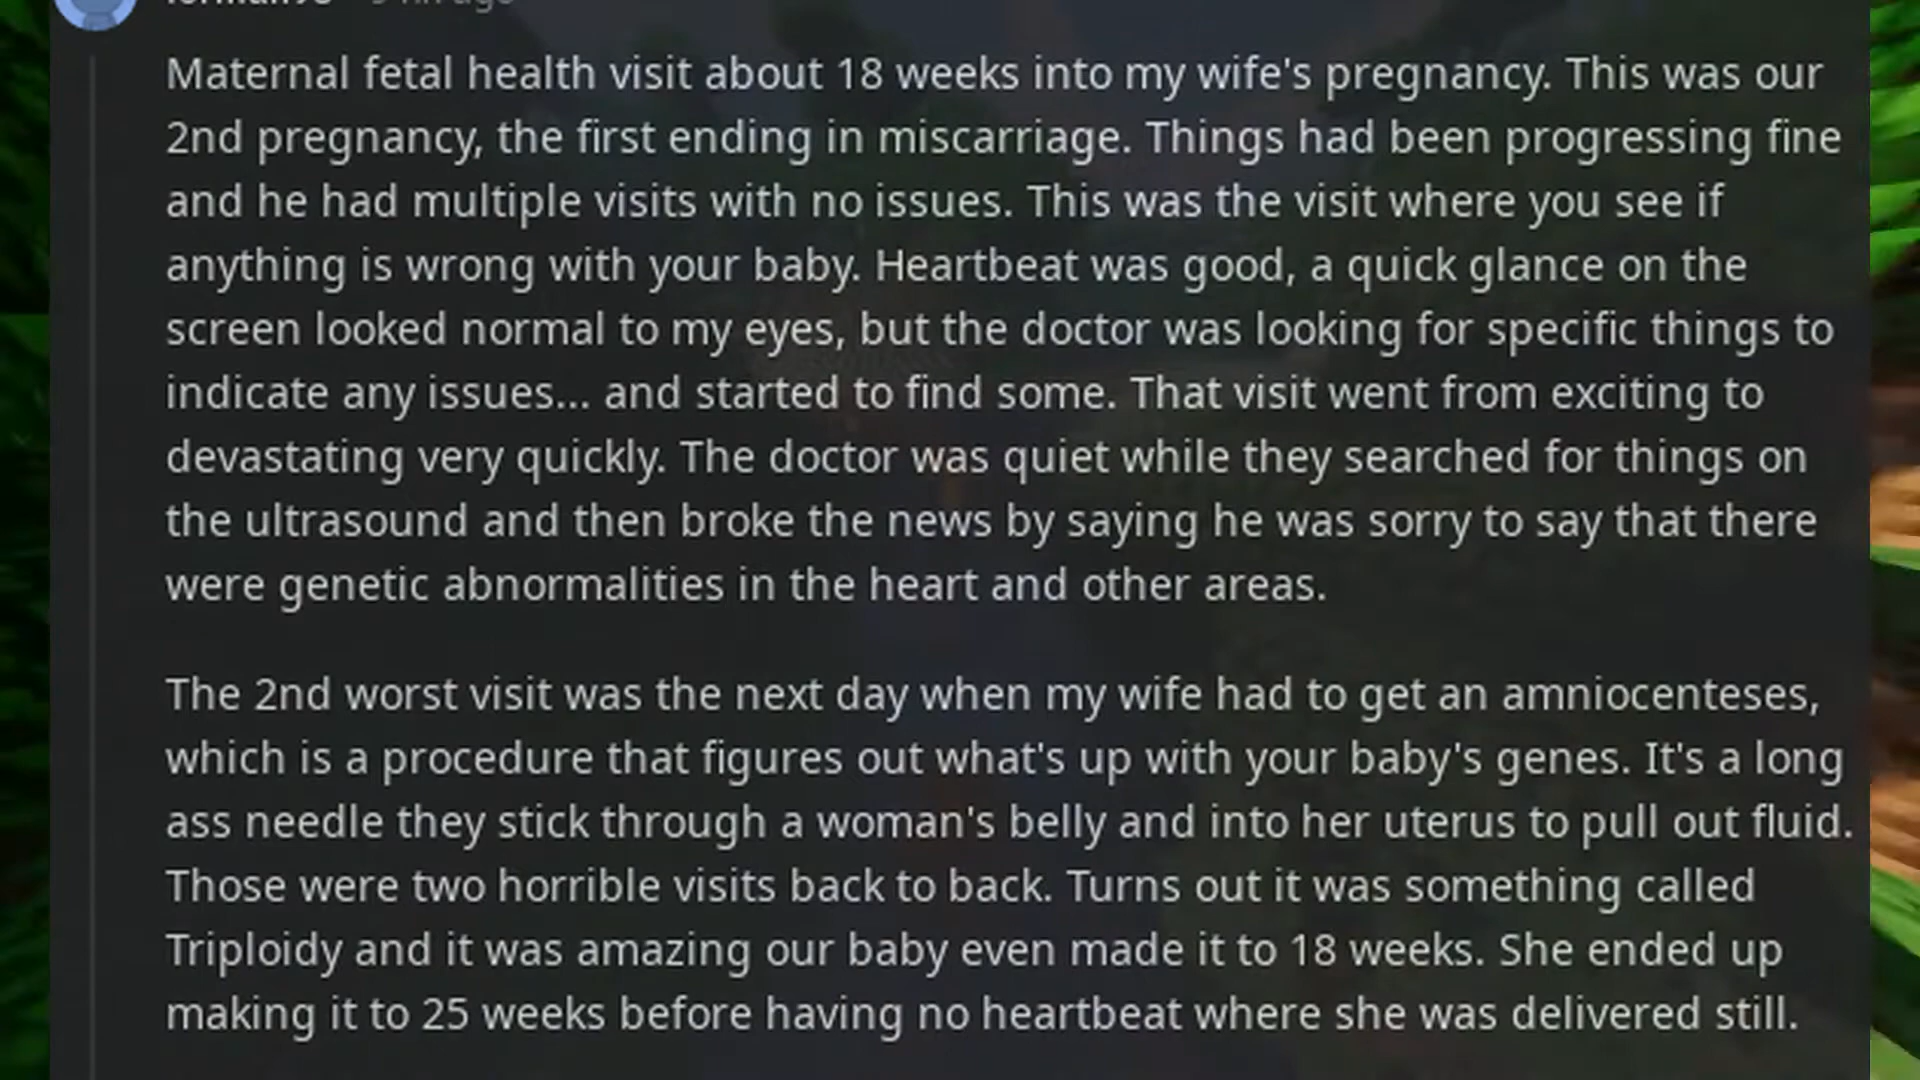 Maternal fetal health visit about 18 weeks into my wife's pregnancy. This was our
2nd pregnancy, the first ending in miscarriage. Things had been progressing fine
and he had multiple visits with no issues. This was the visit where you see if
anything is wrong with your baby. Heartbeat was good, a quick glance on the
screen looked normal to my eyes, but the doctor was looking for specific things to
indicate any issues... and started to find some. That visit went from exciting to
devastating very quickly. The doctor was quiet while they searched for things on
the ultrasound and then broke the news by saying he was sorry to say that there
were genetic abnormalities in the heart and other areas.
The 2nd worst visit was the next day when my wife had to get an amniocenteses,
which is a procedure that figures out what's up with your baby's genes. It's a long
ass needle they stick through a woman's belly and into her uterus to pull out fluid.
Those were two horrible visits back to back. Turns out it was something called
Triploidy and it was amazing our baby even made it to 18 weeks. She ended up
making it to 25 weeks before having no heartbeat where she was delivered still.